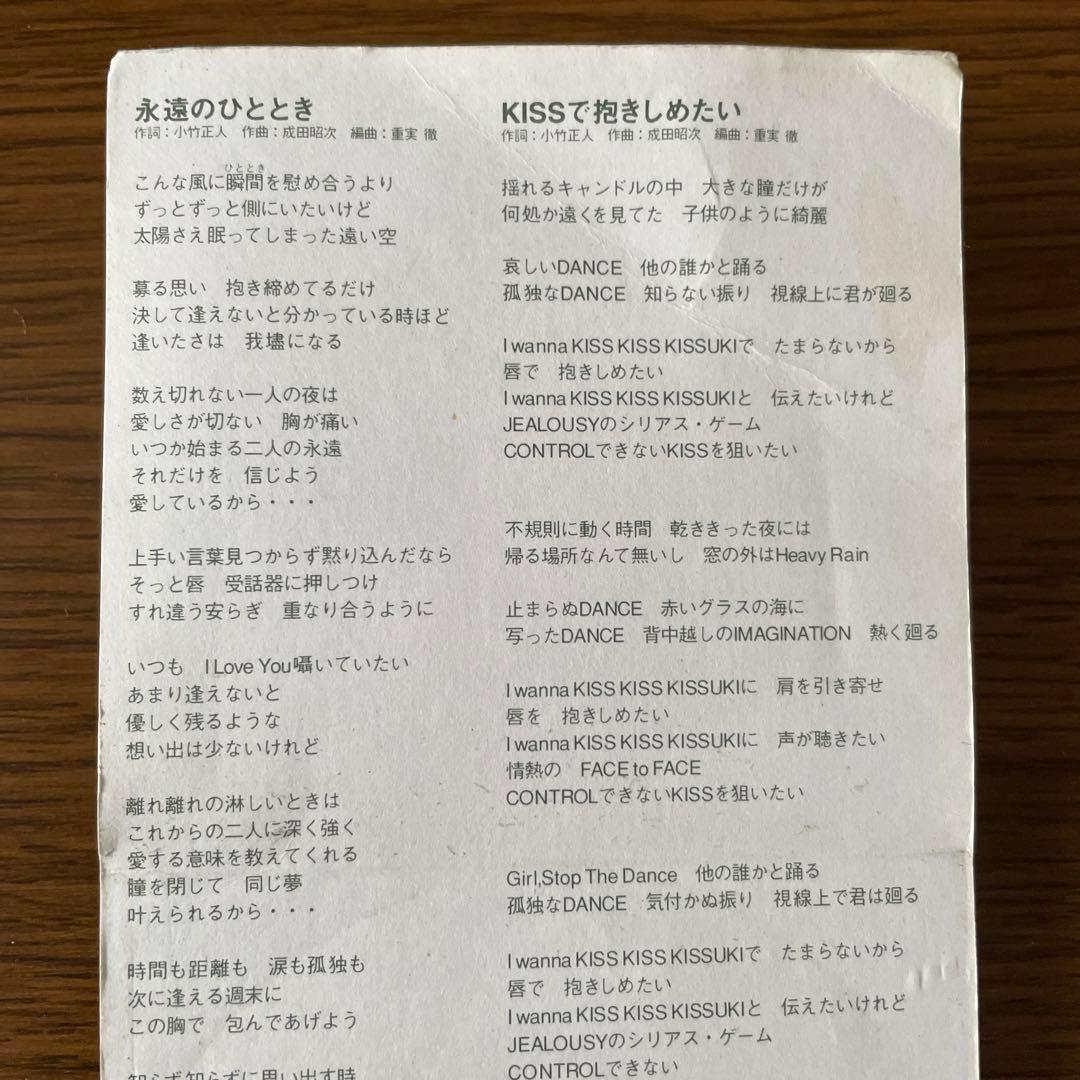 永遠のひととき
作詞：小竹正人　作曲：成田昭次　編曲：重実 徹
ひととき
こんな風に瞬間を慰め合うより
ずっとずっと側にいたいけど
太陽さえ眠ってしまった遠い空
募る思い　抱き締めてるだけ
決して逢えないと分かっている時ほど
逢いたさは　我儘になる
数え切れない一人の夜は
愛しさが切ない　胸が痛い
いつか始まる二人の永遠
それだけを　信じよう
愛しているから・・・
上手い言葉見つからず黙り込んだなら
そっと唇　受話器に押しつけ
すれ違う安らぎ　重なり合うように
いつも　I Love You囁いていたい
あまり逢えないと
優しく残るような
想い出は少ないけれど
離れ離れの淋しいときは
これからの二人に深く強く
愛する意味を教えてくれる
瞳を閉じて　同じ夢
叶えられるから・・・
時間も距離も　涙も孤独も
次に逢える週末に
この胸で　包んであげよう
知らず知らずに思い出す時
KISSで抱きしめたい
作詞：小竹正人　作曲：成田昭次　編曲：重実 徹
揺れるキャンドルの中　大きな瞳だけが
何処か遠くを見てた　子供のように綺麗
哀しいDANCE　他の誰かと踊る
孤独なDANCE　知らない振り　視線上に君が廻る
I wanna KISS KISS KISSUKIで　たまらないから
唇で　抱きしめたい
I wanna KISS KISS KISSUKIと　伝えたいけれど
JEALOUSYのシリアス・ゲーム
CONTROLできないKISSを狙いたい
不規則に動く時間　乾ききった夜には
帰る場所なんて無いし　窓の外はHeavy Rain
止まらぬDANCE　赤いグラスの海に
写ったDANCE　背中越しのIMAGINATION　熱く廻る
I wanna KISS KISS KISSUKIに　肩を引き寄せ
唇を　抱きしめたい
I wanna KISS KISS KISSUKIに　声が聴きたい
情熱の　FACE to FACE
CONTROLできないKISSを狙いたい
Girl,Stop The Dance　他の誰かと踊る
孤独なDANCE　気付かぬ振り　視線上で君は廻る
I wanna KISS KISS KISSUKIで　たまらないから
唇で　抱きしめたい
I wanna KISS KISS KISSUKIと　伝えたいけれど
JEALOUSYのシリアス・ゲーム
CONTROLできない